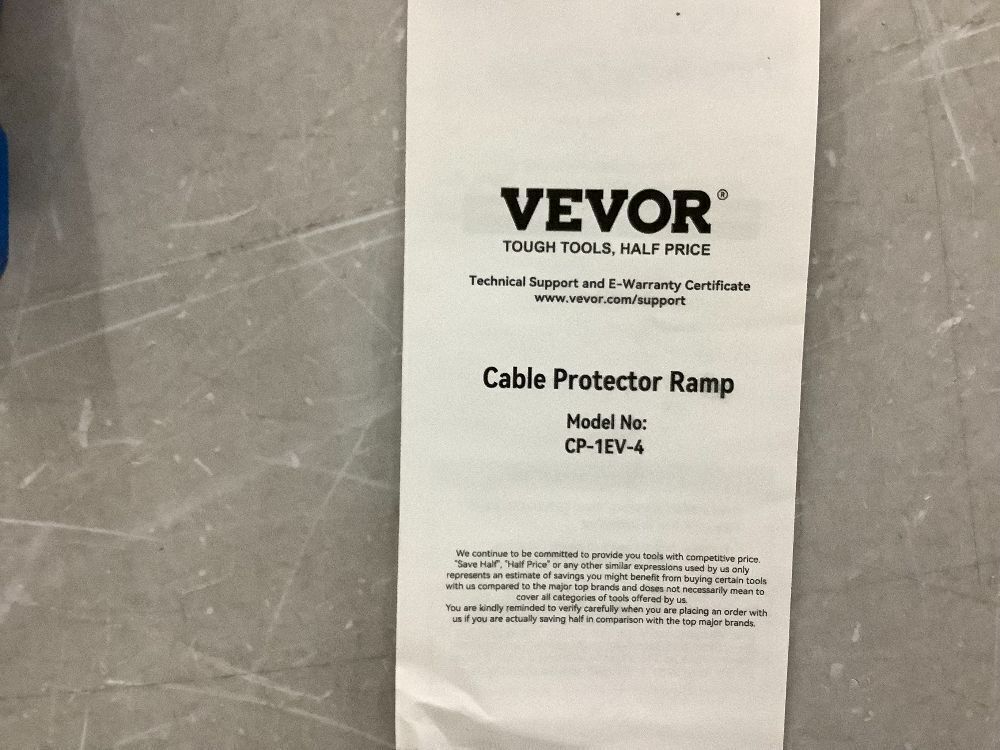 VEVOR®
TOUGH TOOLS, HALF PRICE
Technical Support and E-Warranty Certificate
www.vevor.com/support
Cable Protector Ramp
Model No:
CP-1EV-4
We continue to be committed to provide you tools with competitive price.
"Save Half", "Half Price" or any other similar expressions used by us only
represents an estimate of savings you might benefit from buying certain tools
with us compared to the major top brands and doses not necessarily mean to
cover all categories of tools offered by us.
You are kindly reminded to verify carefully when you are placing an order with
us if you are actually saving half in comparison with the top major brands.